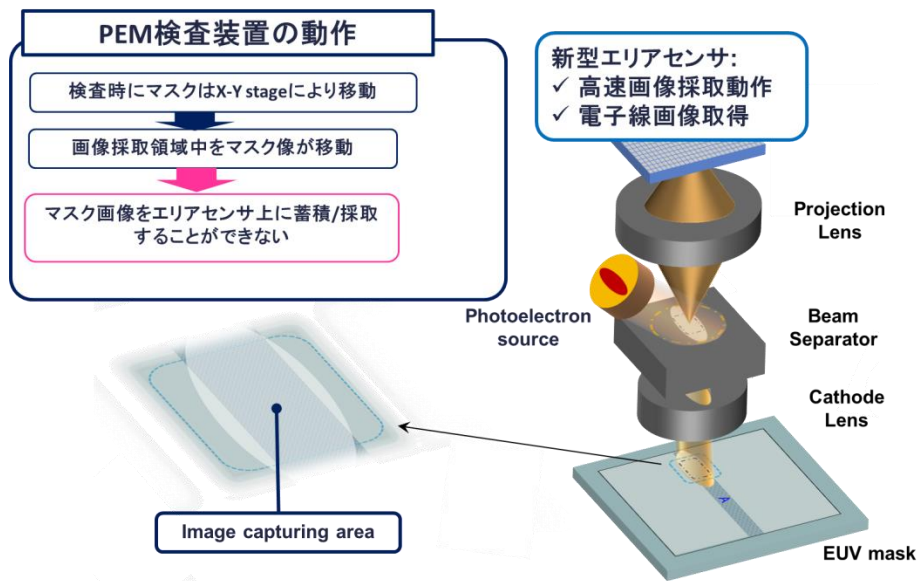 PEM検査装置の動作
検査時にマスクはX-Y stageにより移動
画像採取領域中をマスク像が移動
マスク画像をエリアセンサ上に蓄積/採取
することができない
新型エリアセンサ:
✓ 高速画像採取動作
✓ 電子線画像取得
Projection
Lens
Photoelectron
source
Beam
Separator
Cathode
Lens
A
Image capturing area
EUV mask